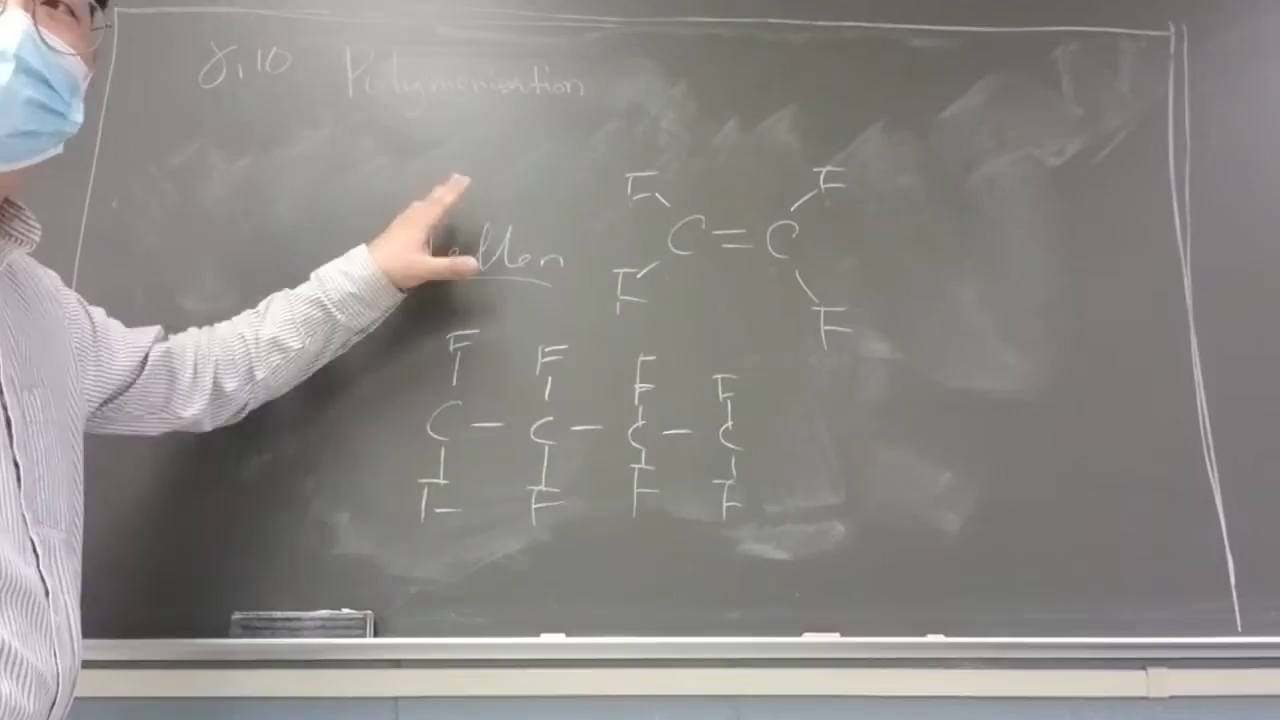 8.10 Polymerization
Teflon
F F
C = C
F F
F F F F
C - C - C - C
F F F F